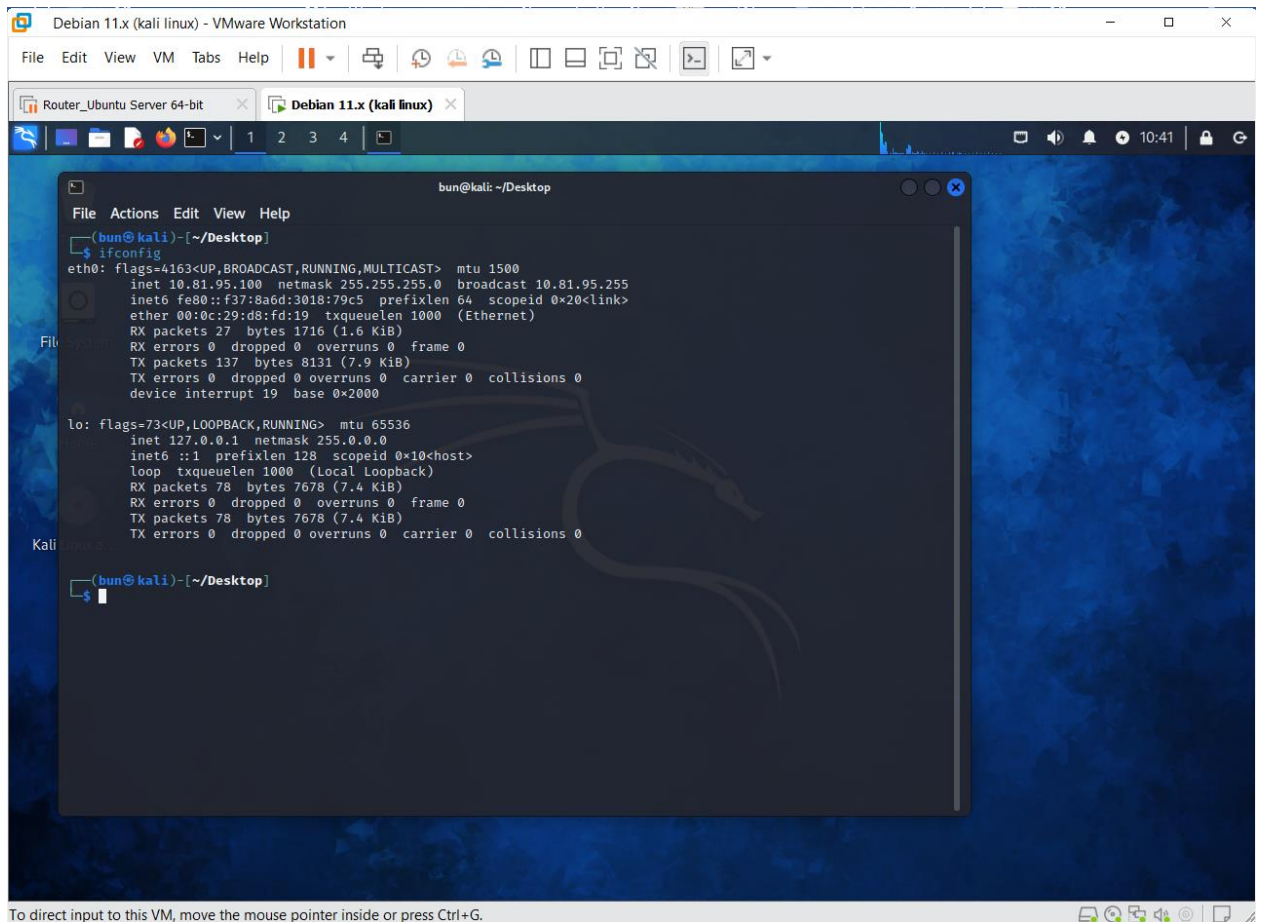 Debian 11.x (kali linux) - VMware Workstation
File Edit View VM Tabs Help
Router_Ubuntu Server 64-bit
Debian 11.x (kali linux)
1 2 3 4
10:41
bun@kali: ~/Desktop
File Actions Edit View Help
┌──(bun㉿kali)-[~/Desktop]
└─$ ifconfig
eth0: flags=4163<UP,BROADCAST,RUNNING,MULTICAST> mtu 1500
inet 10.81.95.100 netmask 255.255.255.0 broadcast 10.81.95.255
inet6 fe80::f37:8a6d:3018:79c5 prefixlen 64 scopeid 0×20<link>
ether 00:0c:29:d8:fd:19 txqueuelen 1000 (Ethernet)
RX packets 27 bytes 1716 (1.6 KiB)
RX errors 0 dropped 0 overruns 0 frame 0
TX packets 137 bytes 8131 (7.9 KiB)
TX errors 0 dropped 0 overruns 0 carrier 0 collisions 0
device interrupt 19 base 0×2000
lo: flags=73<UP,LOOPBACK,RUNNING> mtu 65536
inet 127.0.0.1 netmask 255.0.0.0
inet6 ::1 prefixlen 128 scopeid 0×10<host>
loop txqueuelen 1000 (Local Loopback)
RX packets 78 bytes 7678 (7.4 KiB)
RX errors 0 dropped 0 overruns 0 frame 0
TX packets 78 bytes 7678 (7.4 KiB)
TX errors 0 dropped 0 overruns 0 carrier 0 collisions 0
┌──(bun㉿kali)-[~/Desktop]
└─$
Kali
To direct input to this VM, move the mouse pointer inside or press Ctrl+G.